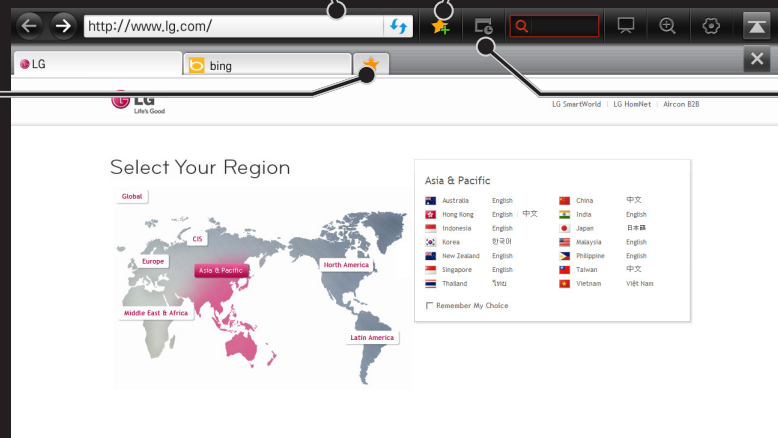 http://www.lg.com/
LG
bing
LG
Life's Good
LG SmartWorld | LG HomNet | Aircon B2B
Select Your Region
Global
CIS
Europe
Asia & Pacific
North America
Middle East & Africa
Latin America
Asia & Pacific
Australia English China 中文
Hong Kong English | 中文 India English
Indonesia English Japan 日本語
Korea 한국어 Malaysia English
New Zealand English Philippine English
Singapore English Taiwan 中文
Thailand ไทย Vietnam Việt Nam
Remember My Choice